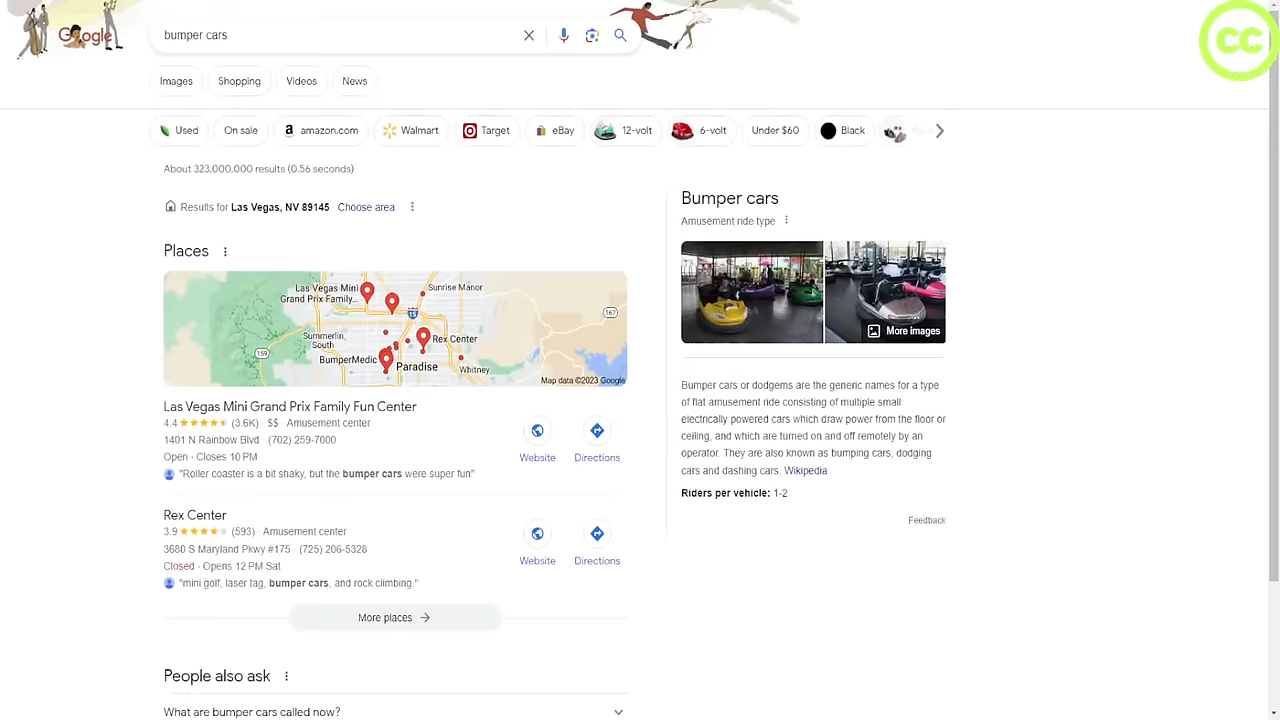 Google
bumper cars
CC
Images
Shopping
Videos
News
Used
On sale
amazon.com
Walmart
Target
eBay
12-volt
6-volt
Under $60
Black
About 323,000,000 results (0.56 seconds)
Results for Las Vegas, NV 89145 · Choose area
Places
Las Vegas Mini
Grand Prix Family...
Sunrise Manor
15
167
Summerlin
South
Rex Center
159
BumperMedic
Paradise
Whitney
Map data ©2023 Google
Las Vegas Mini Grand Prix Family Fun Center
4.4 (3.6K) · $$ · Amusement center
1401 N Rainbow Blvd · (702) 259-7000
Open · Closes 10 PM
"Roller coaster is a bit shaky, but the bumper cars were super fun"
Website
Directions
Rex Center
3.9 (593) · Amusement center
3680 S Maryland Pkwy #175 · (725) 206-5328
Closed · Opens 12 PM Sat
"mini golf, laser tag, bumper cars, and rock climbing."
Website
Directions
More places
People also ask
What are bumper cars called now?
Bumper cars
Amusement ride type
More images
Bumper cars or dodgems are the generic names for a type
of flat amusement ride consisting of multiple small
electrically powered cars which draw power from the floor or
ceiling, and which are turned on and off remotely by an
operator. They are also known as bumping cars, dodging
cars and dashing cars. Wikipedia
Riders per vehicle: 1-2
Feedback